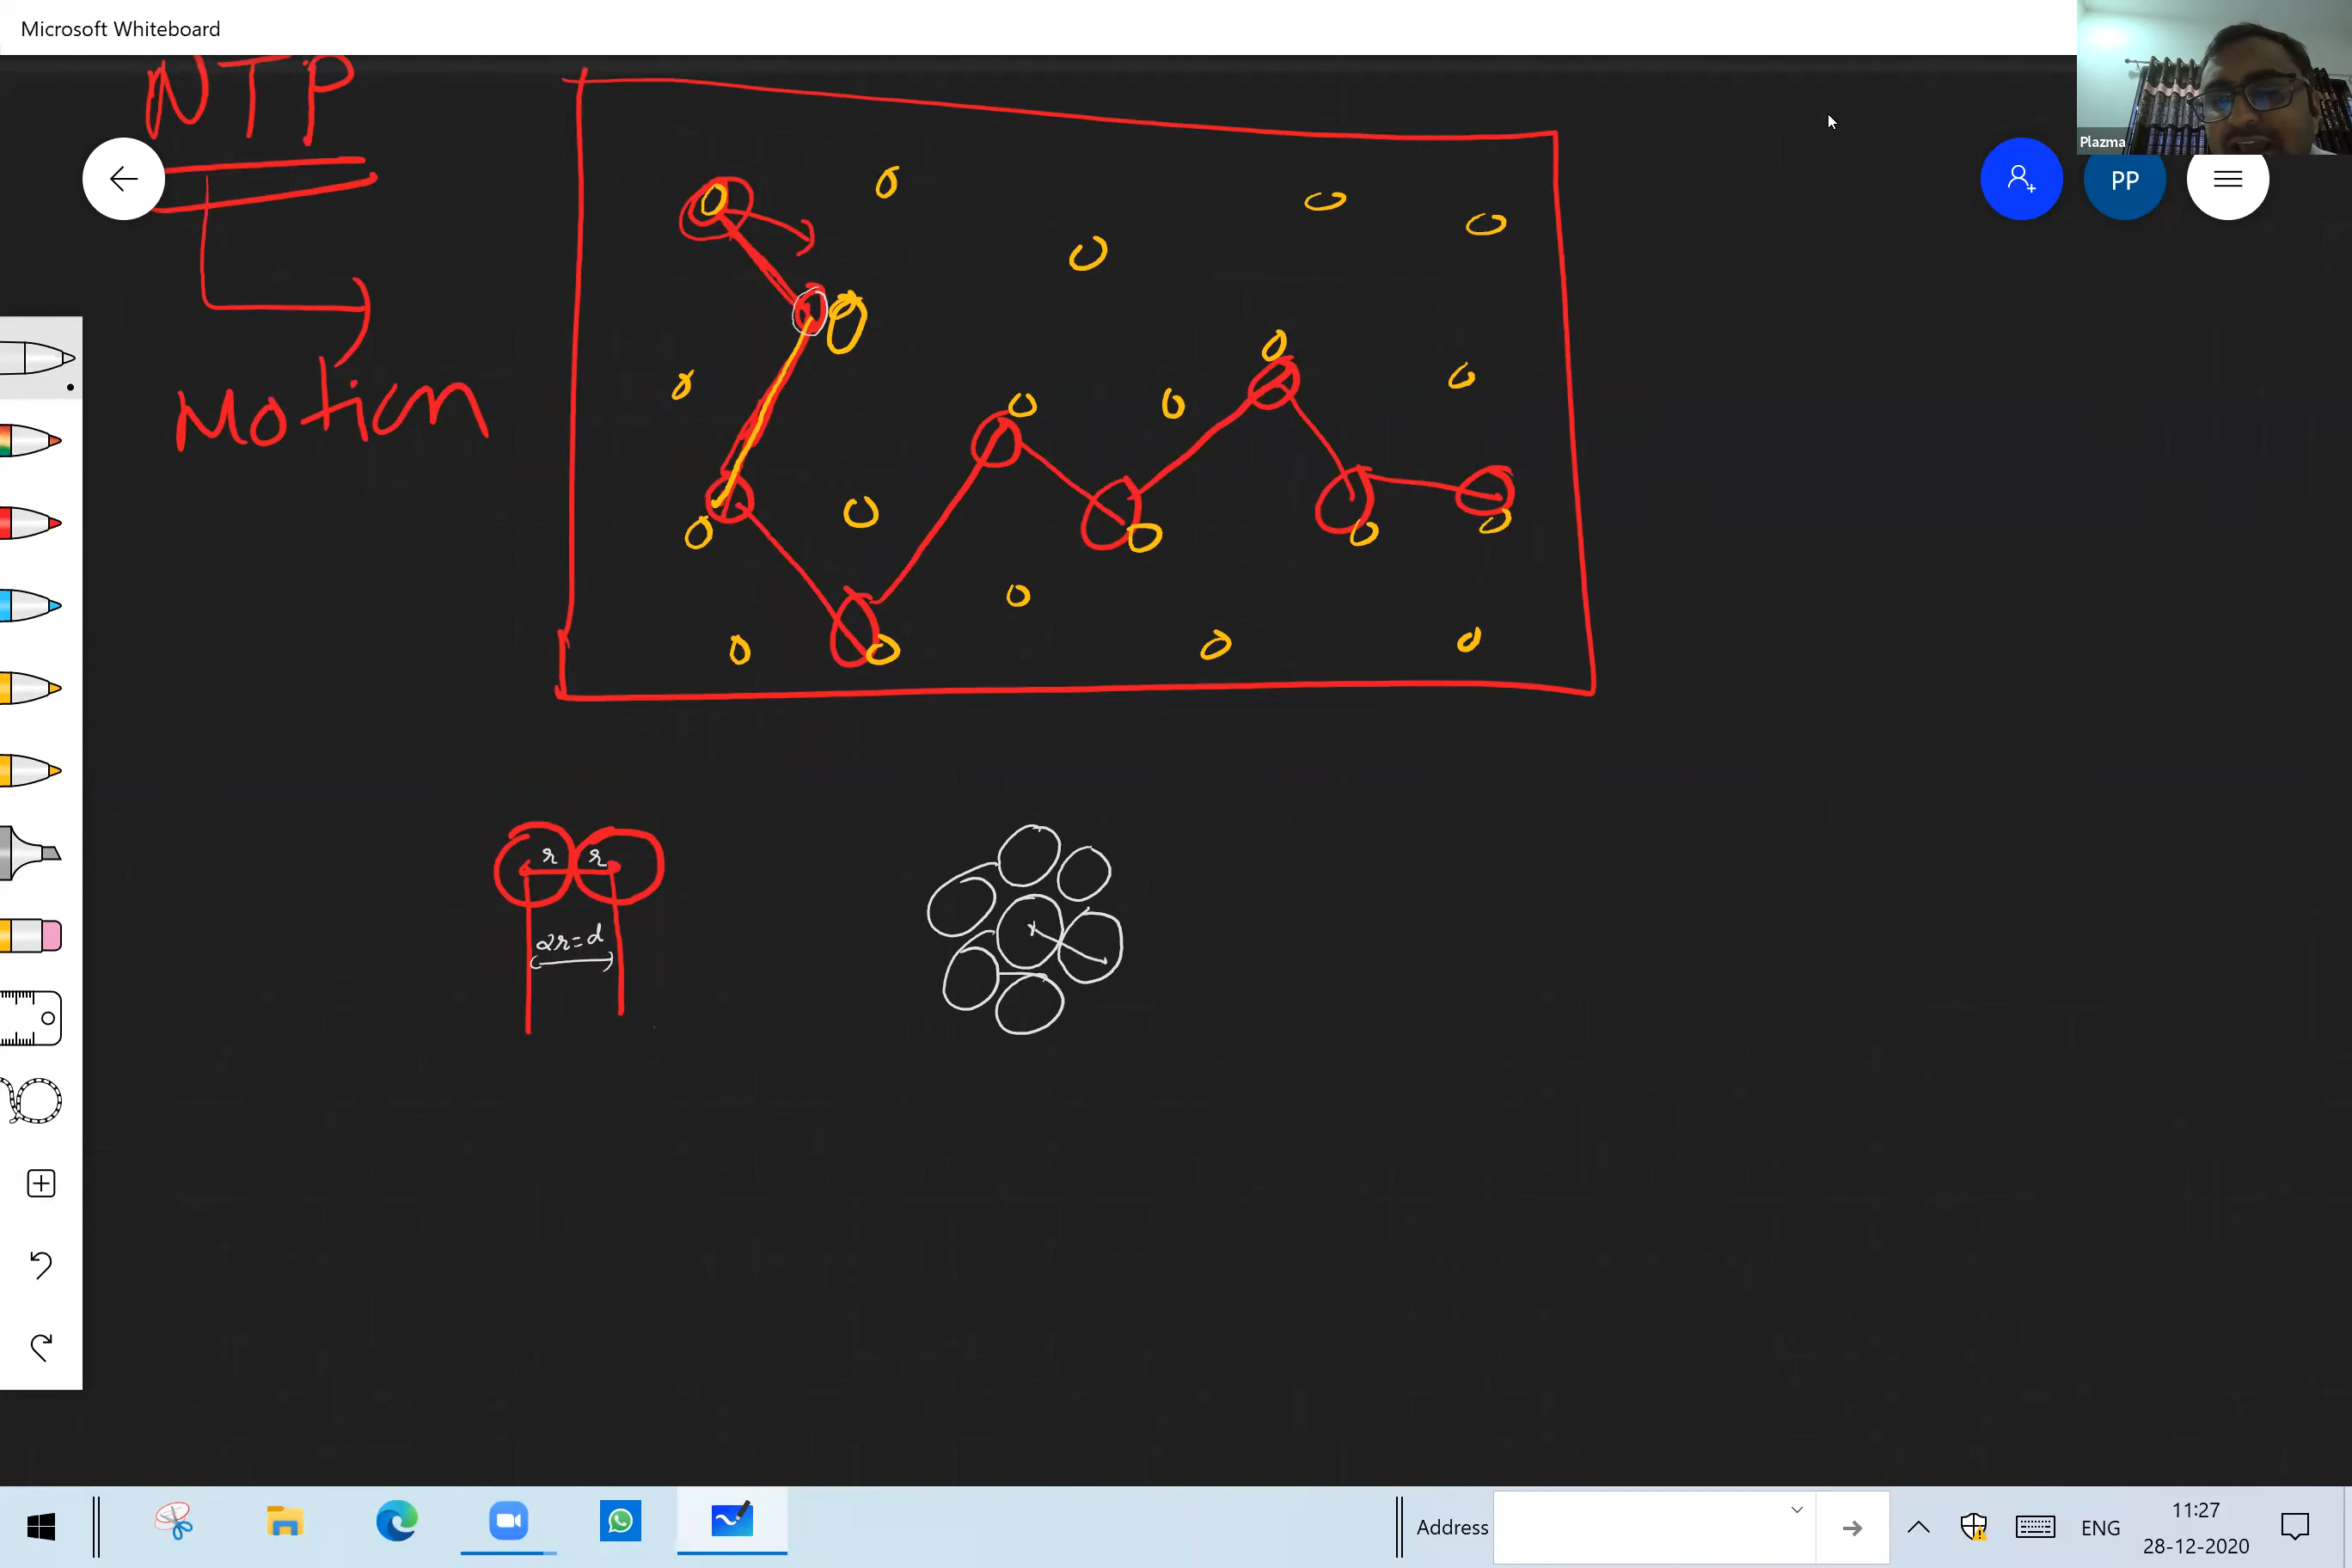 Microsoft Whiteboard
Plazma
NTP
PP
Motion
r r
2r = d
Address
ENG
11:27
28-12-2020